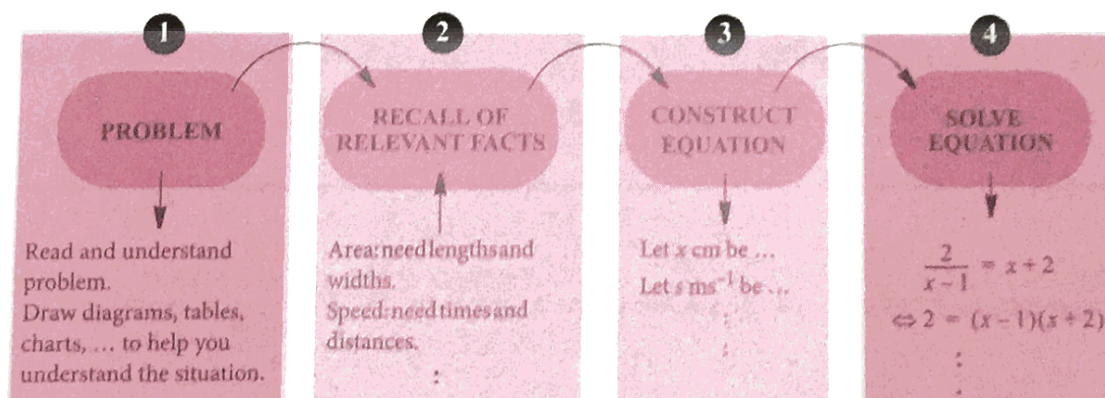 1
PROBLEM
Read and understand
problem.
Draw diagrams, tables,
charts, ... to help you
understand the situation.
2
RECALL OF
RELEVANT FACTS
Area: need lengths and
widths.
Speed: need times and
distances.
⋮
3
CONSTRUCT
EQUATION
Let x cm be ...
Let s ms⁻¹ be ...
⋮
4
SOLVE
EQUATION
2/(x − 1) = x + 2
⇔ 2 = (x − 1)(x + 2)
⋮